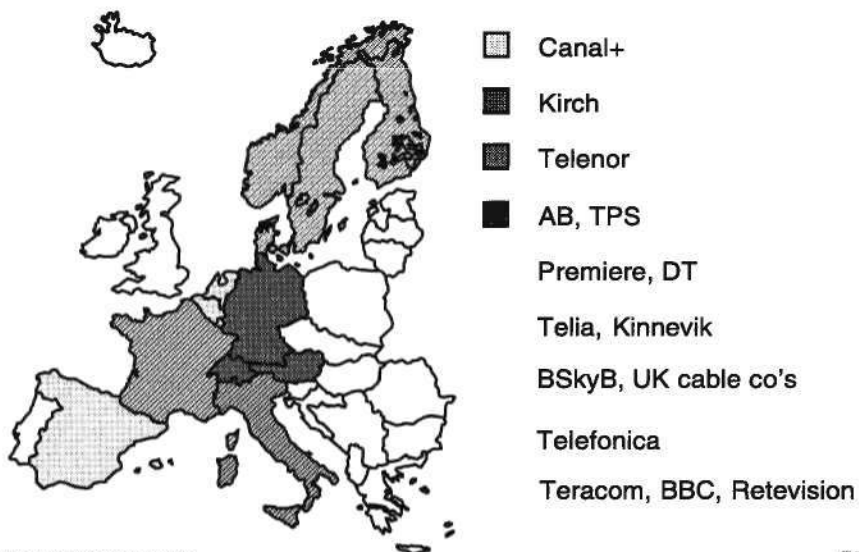 Canal+
Kirch
Telenor
AB, TPS
Premiere, DT
Telia, Kinnevik
BSkyB, UK cable co's
Telefonica
Teracom, BBC, Retevision